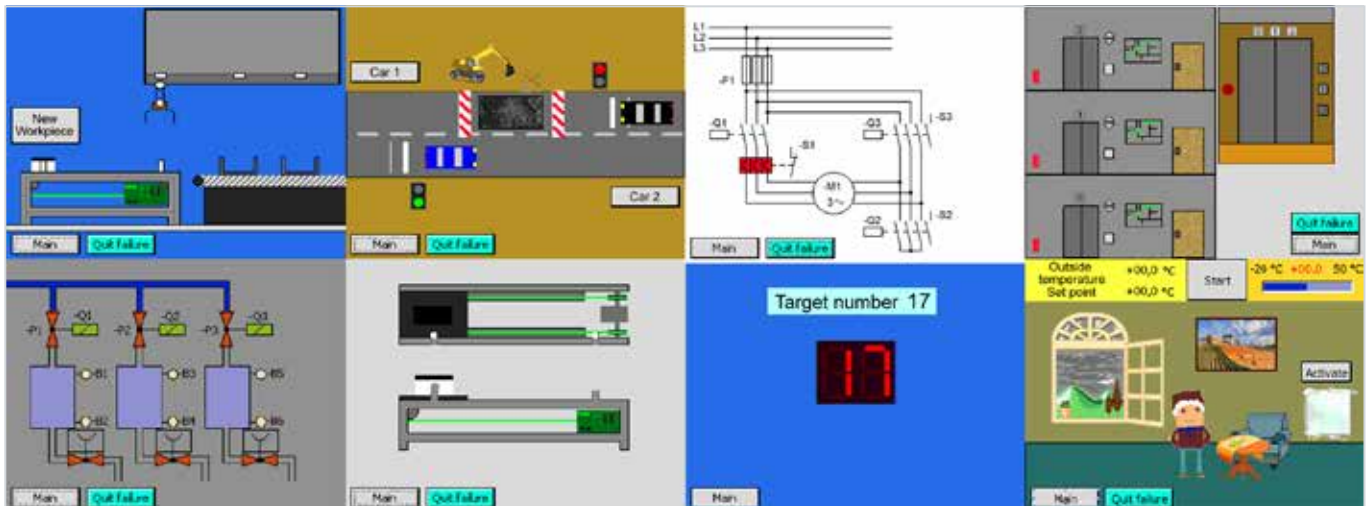 New
Workpiece
Main
Quit failure
Car 1
Car 2
Main
Quit failure
L1
L2
L3
-F1
-Q1
-Q3
-S3
-S1
-M1
3~
-Q2
-S2
Main
Quit failure
Quit failure
Main
-P1
-Q1
-P2
-Q2
-P3
-Q3
-B1
-B3
-B5
-B2
-B4
-B6
Main
Quit failure
Main
Quit failure
Target number 17
17
Main
Outside
temperature +00,0 °C
Set point +00,0 °C
Start
-20 °C +00,0 50 °C
Activate
Main
Quit failure